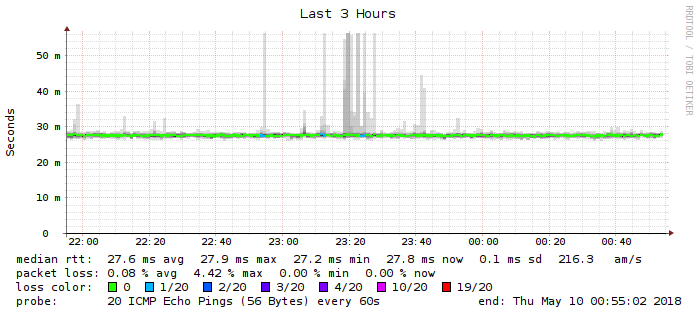 Last 3 Hours
RRDTOOL / TOBI OETIKER
Seconds
50 m
40 m
30 m
20 m
10 m
0
22:00 22:20 22:40 23:00 23:20 23:40 00:00 00:20 00:40
median rtt: 27.6 ms avg 27.9 ms max 27.2 ms min 27.8 ms now 0.1 ms sd 216.3 am/s
packet loss: 0.08 % avg 4.42 % max 0.00 % min 0.00 % now
loss color: 0 1/20 2/20 3/20 4/20 10/20 19/20
probe: 20 ICMP Echo Pings (56 Bytes) every 60s end: Thu May 10 00:55:02 2018